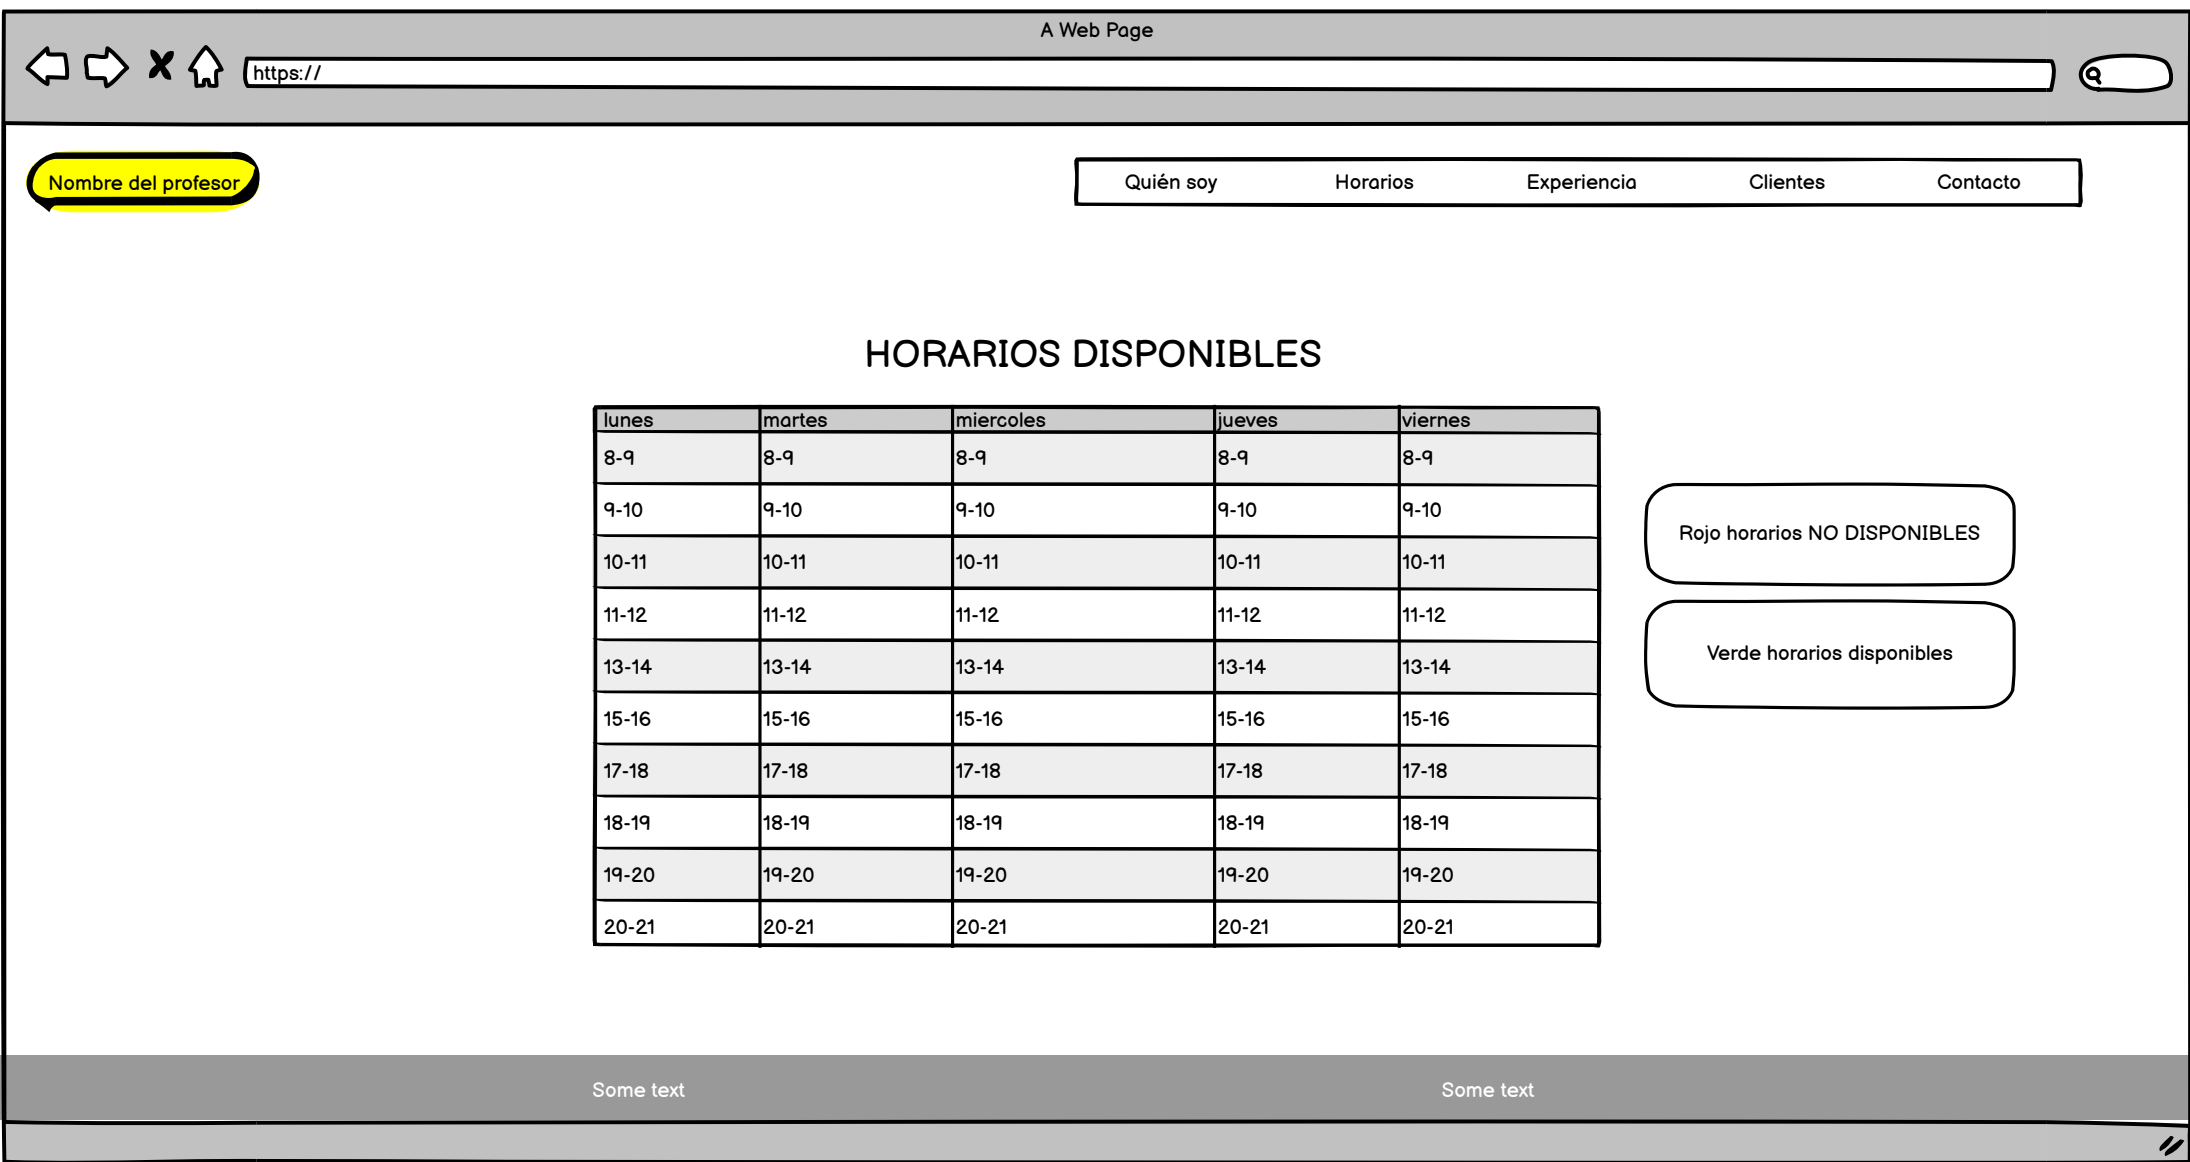 A Web Page
https://
Nombre del profesor
Quién soy Horarios Experiencia Clientes Contacto
HORARIOS DISPONIBLES
lunes martes miercoles jueves viernes
8-9 8-9 8-9 8-9 8-9
9-10 9-10 9-10 9-10 9-10
10-11 10-11 10-11 10-11 10-11
11-12 11-12 11-12 11-12 11-12
13-14 13-14 13-14 13-14 13-14
15-16 15-16 15-16 15-16 15-16
17-18 17-18 17-18 17-18 17-18
18-19 18-19 18-19 18-19 18-19
19-20 19-20 19-20 19-20 19-20
20-21 20-21 20-21 20-21 20-21
Rojo horarios NO DISPONIBLES
Verde horarios disponibles
Some text Some text